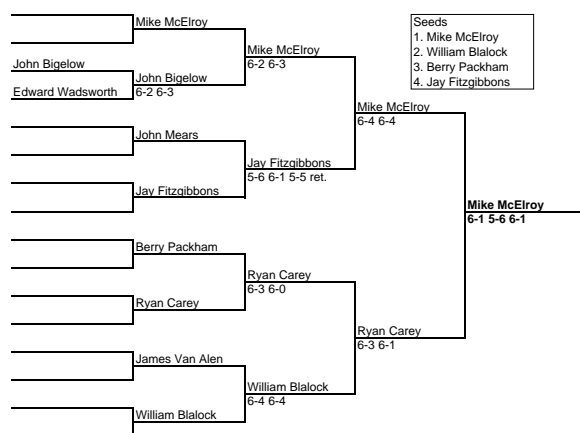 Mike McElroy
John Bigelow
Edward Wadsworth
John Bigelow
6-2 6-3
Mike McElroy
6-2 6-3
John Mears
Jay Fitzgibbons
Jay Fitzgibbons
5-6 6-1 5-5 ret.
Mike McElroy
6-4 6-4
Berry Packham
Ryan Carey
Ryan Carey
6-3 6-0
James Van Alen
William Blalock
William Blalock
6-4 6-4
Ryan Carey
6-3 6-1
Mike McElroy
6-1 5-6 6-1
Seeds
1. Mike McElroy
2. William Blalock
3. Berry Packham
4. Jay Fitzgibbons